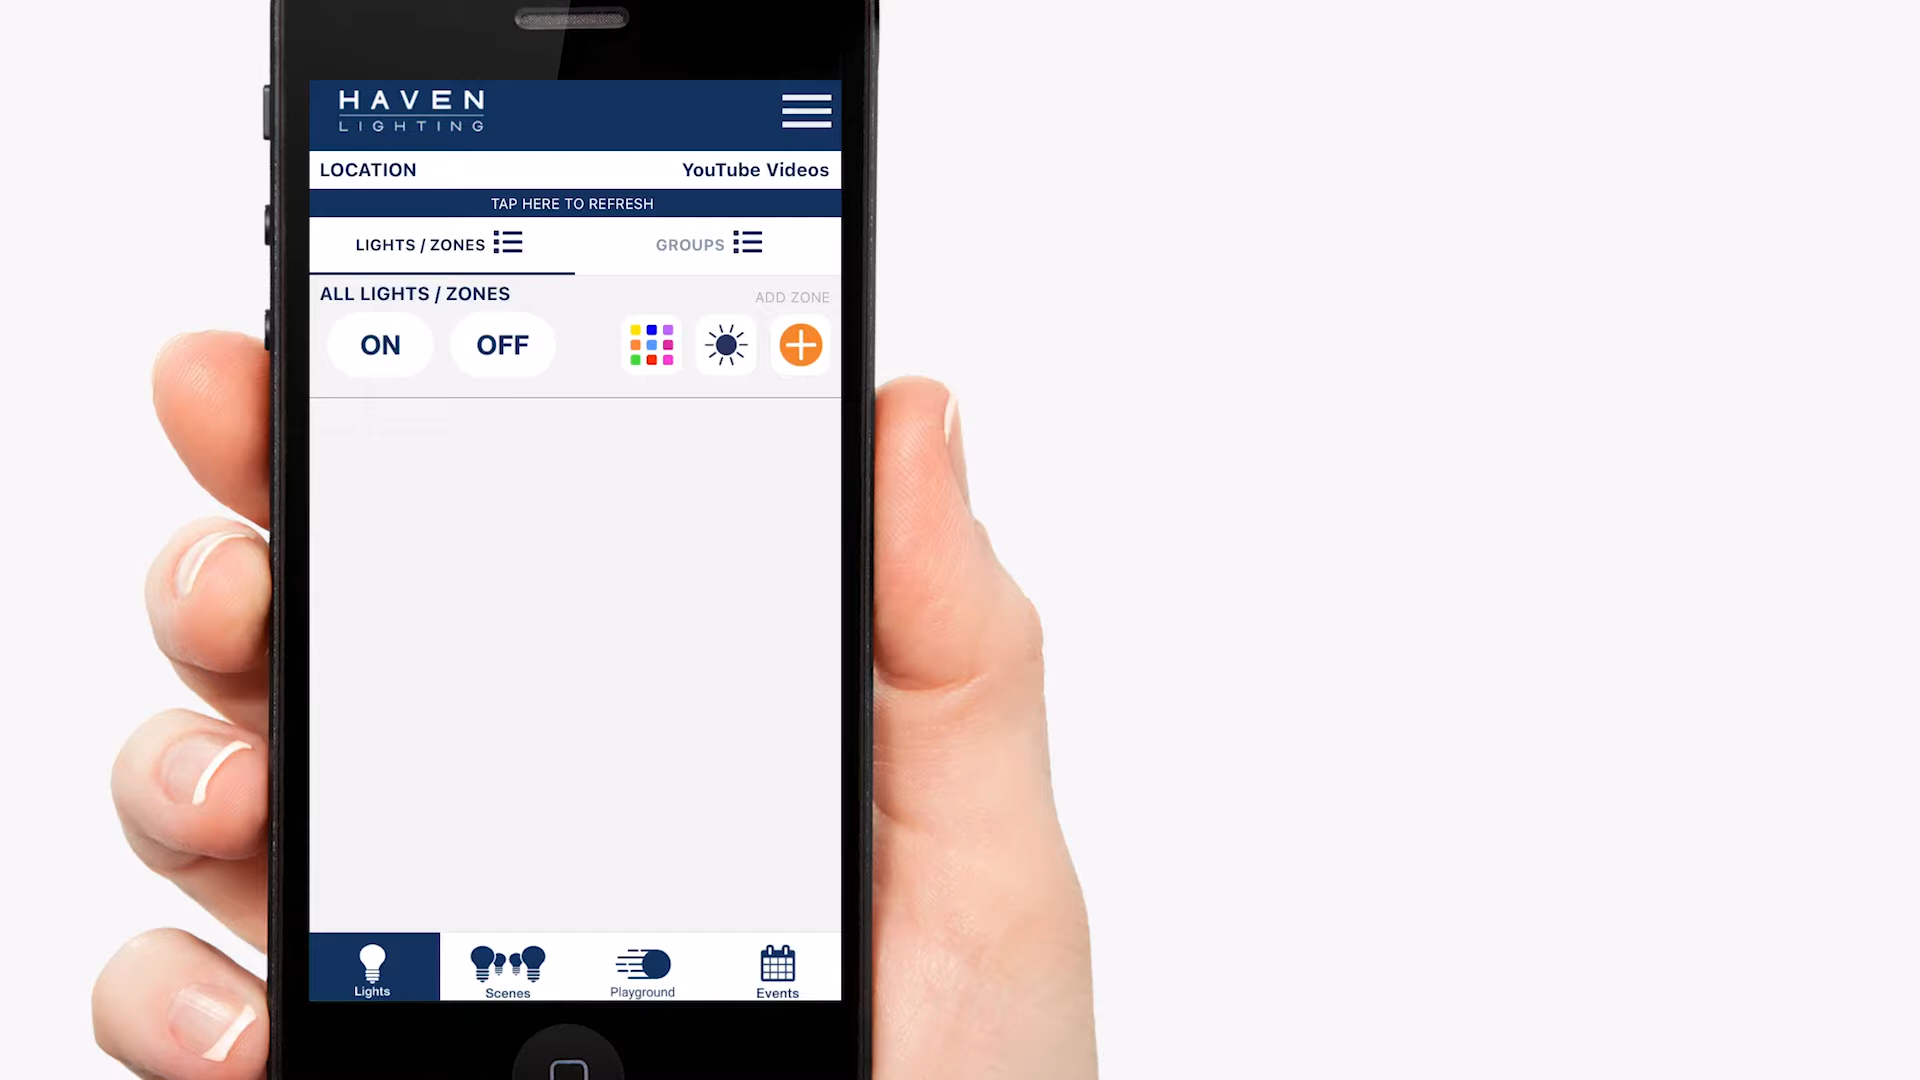 HAVEN
LIGHTING
LOCATION YouTube Videos
TAP HERE TO REFRESH
LIGHTS / ZONES GROUPS
ALL LIGHTS / ZONES ADD ZONE
ON OFF
Lights Scenes Playground Events